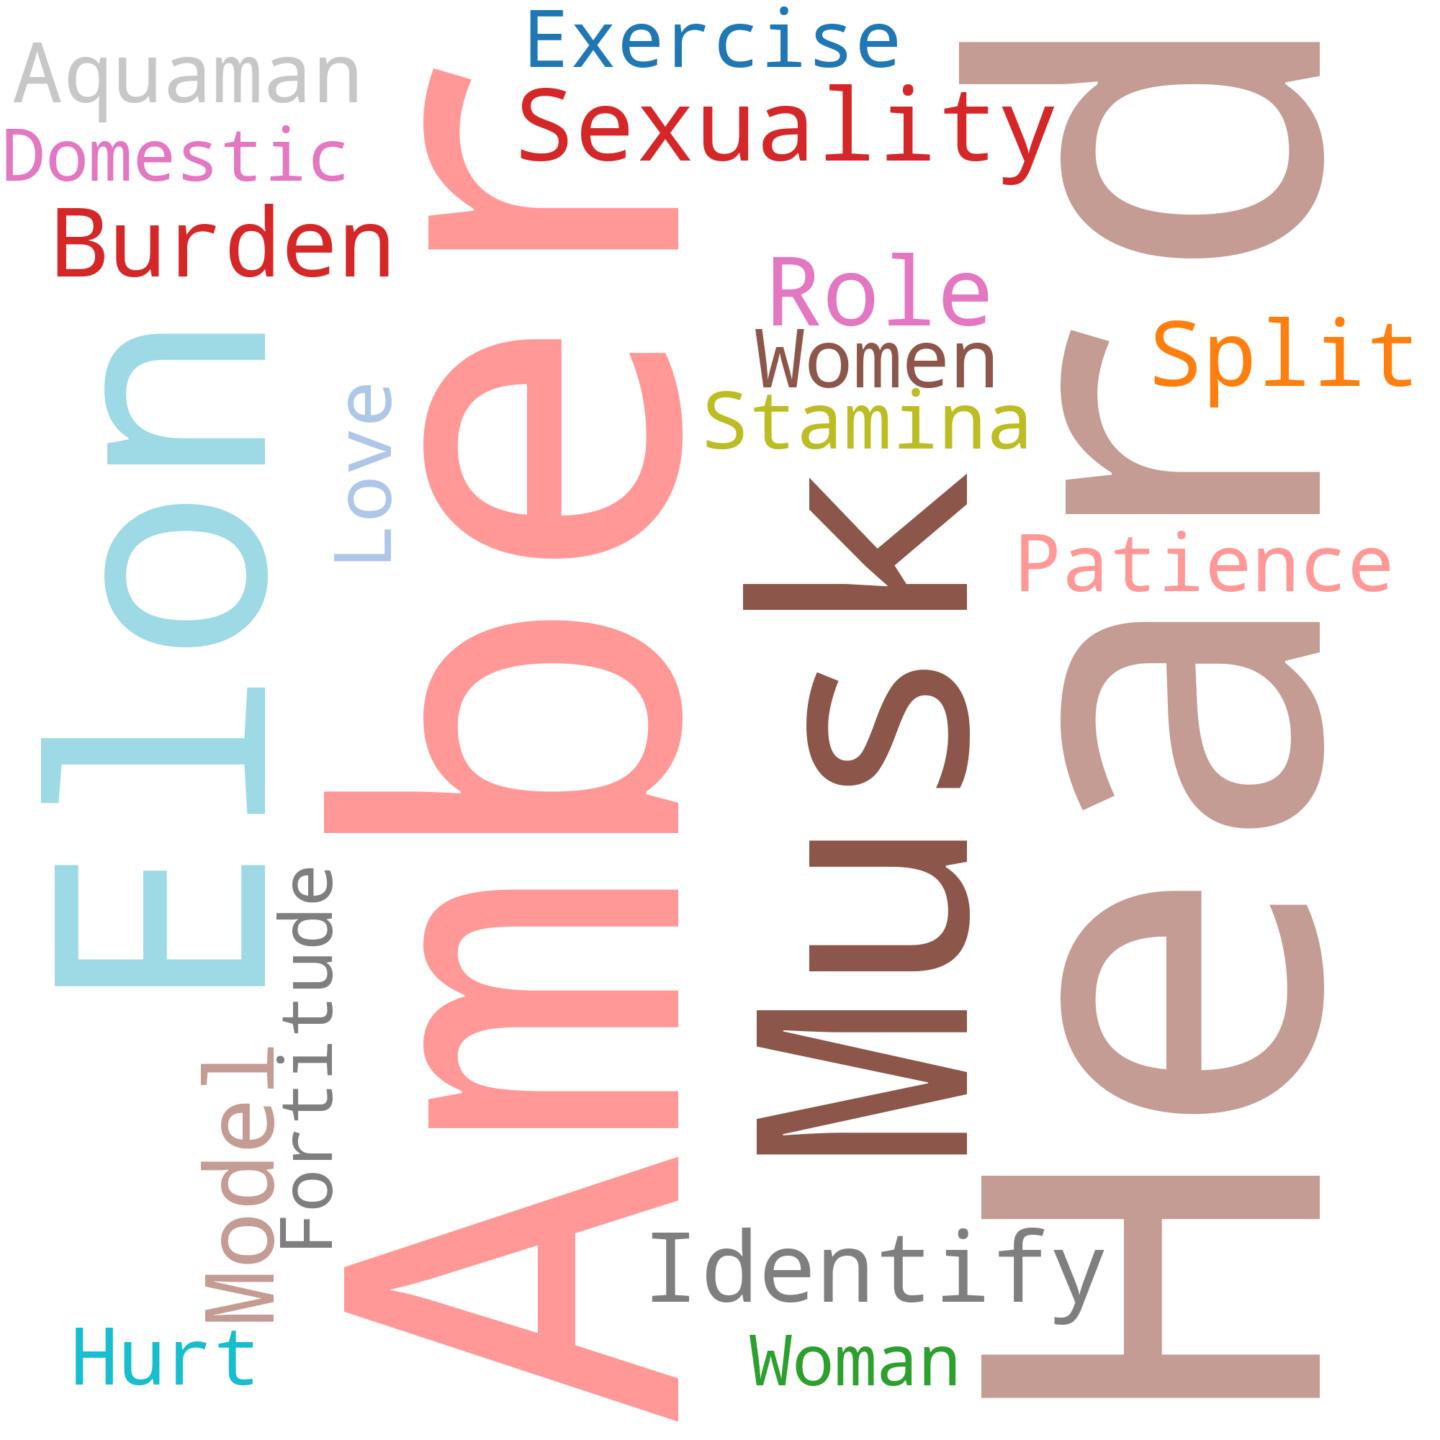 Exercise
Aquaman
Sexuality
Domestic
Burden
Role
Women
Split
Stamina
Love
Patience
Elon
Amber
Musk
Heard
Fortitude
Model
Identify
Hurt
Woman